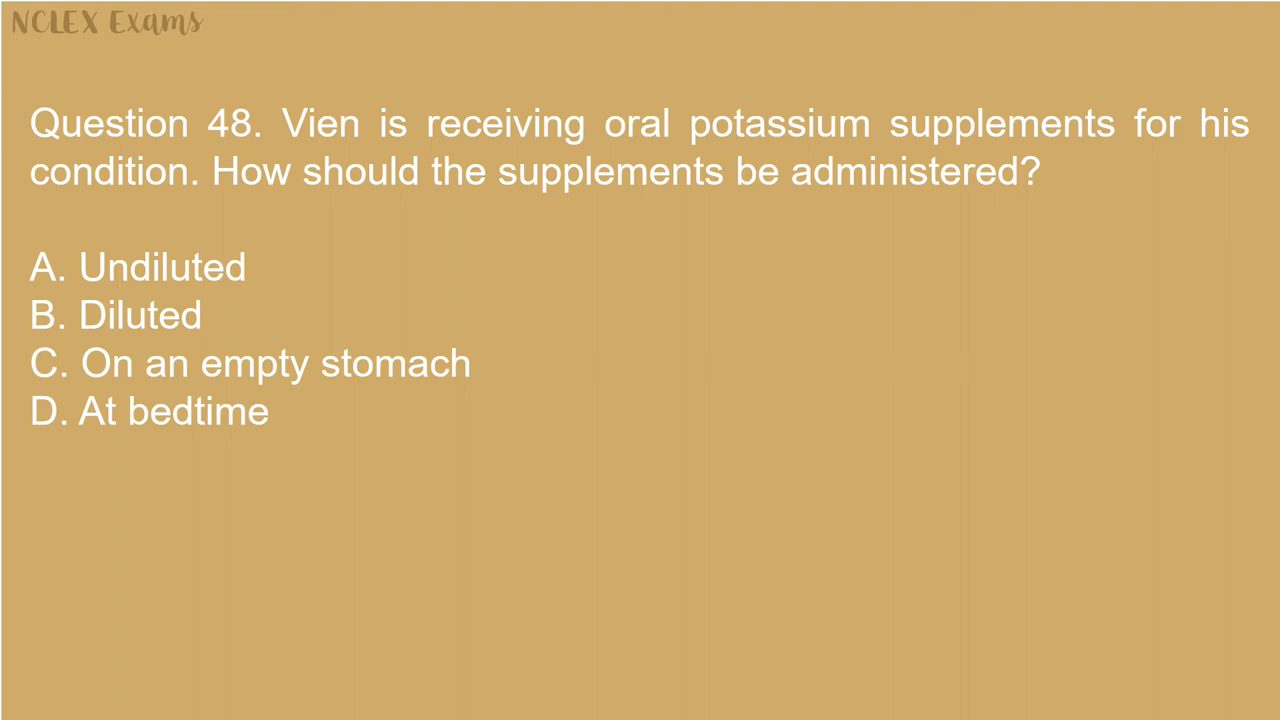 NCLEX Exams
Question 48. Vien is receiving oral potassium supplements for his
condition. How should the supplements be administered?
A. Undiluted
B. Diluted
C. On an empty stomach
D. At bedtime